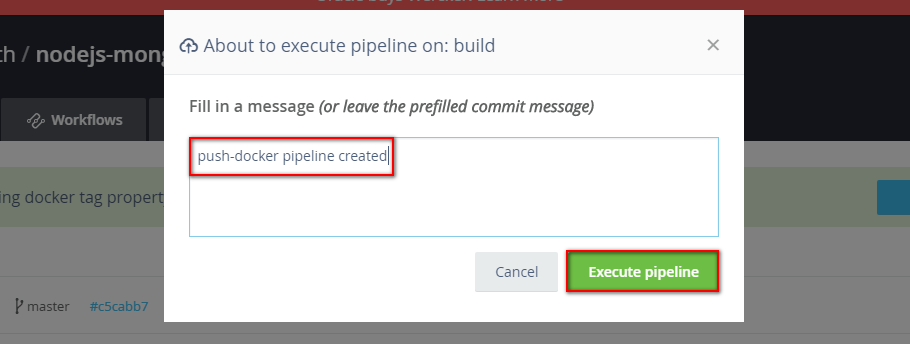 About to execute pipeline on: build
th / nodejs-mong
Fill in a message (or leave the prefilled commit message)
Workflows
push-docker pipeline created
ing docker tag propert
Cancel
Execute pipeline
master
#c5cabb7